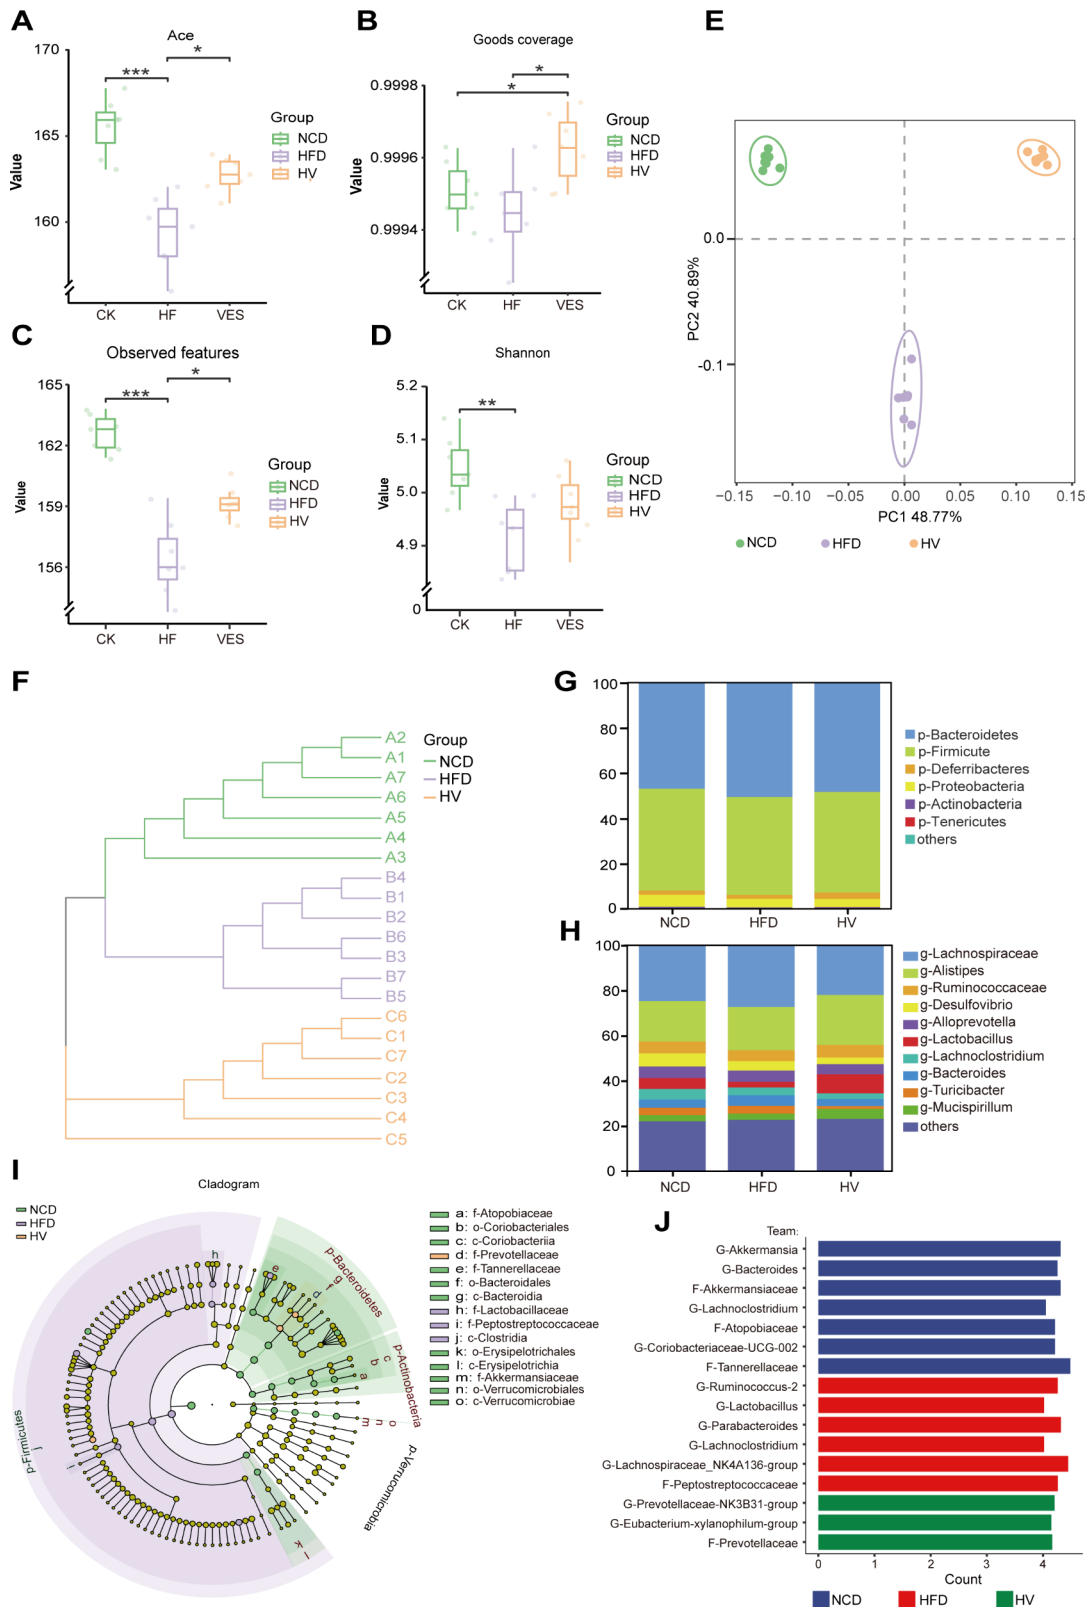 A
Ace
170
165
160
Value
***
*
CK
HF
VES
Group
NCD
HFD
HV
B
Goods coverage
0.9998
0.9996
0.9994
Value
*
*
CK
HF
VES
Group
NCD
HFD
HV
C
Observed features
165
162
159
156
Value
***
*
CK
HF
VES
Group
NCD
HFD
HV
D
Shannon
5.2
5.1
5.0
4.9
0
Value
**
CK
HF
VES
Group
NCD
HFD
HV
E
0.0
-0.1
PC2 40.89%
-0.15
-0.10
-0.05
0.00
0.05
0.10
0.15
PC1 48.77%
NCD
HFD
HV
F
A2
A1
A7
A6
A5
A4
A3
B4
B1
B2
B6
B3
B7
B5
C6
C1
C7
C2
C3
C4
C5
Group
NCD
HFD
HV
G
100
80
60
40
20
0
NCD
HFD
HV
p-Bacteroidetes
p-Firmicute
p-Deferribacteres
p-Proteobacteria
p-Actinobacteria
p-Tenericutes
others
H
100
80
60
40
20
0
NCD
HFD
HV
g-Lachnospiraceae
g-Alistipes
g-Ruminococcaceae
g-Desulfovibrio
g-Alloprevotella
g-Lactobacillus
g-Lachnoclostridium
g-Bacteroides
g-Turicibacter
g-Mucispirillum
others
I
Cladogram
NCD
HFD
HV
h
e
d
f
g
p-Bacteroidetes
c
b
a
p-Actinobacteria
o
n
m
p-Verrucomicrobia
l
k
i
j
p-Firmicutes
a: f-Atopobiaceae
b: o-Coriobacteriales
c: c-Coriobacteriia
d: f-Prevotellaceae
e: f-Tannerellaceae
f: o-Bacteroidales
g: c-Bacteroidia
h: f-Lactobacillaceae
i: f-Peptostreptococcaceae
j: c-Clostridia
k: o-Erysipelotrichales
l: c-Erysipelotrichia
m: f-Akkermansiaceae
n: o-Verrucomicrobiales
o: c-Verrucomicrobiae
J
Team:
G-Akkermansia
G-Bacteroides
F-Akkermansiaceae
G-Lachnoclostridium
F-Atopobiaceae
G-Coriobacteriaceae-UCG-002
F-Tannerellaceae
G-Ruminococcus-2
G-Lactobacillus
G-Parabacteroides
G-Lachnoclostridium
G-Lachnospiraceae_NK4A136-group
F-Peptostreptococcaceae
G-Prevotellaceae-NK3B31-group
G-Eubacterium-xylanophilum-group
F-Prevotellaceae
0
1
2
3
4
Count
NCD
HFD
HV